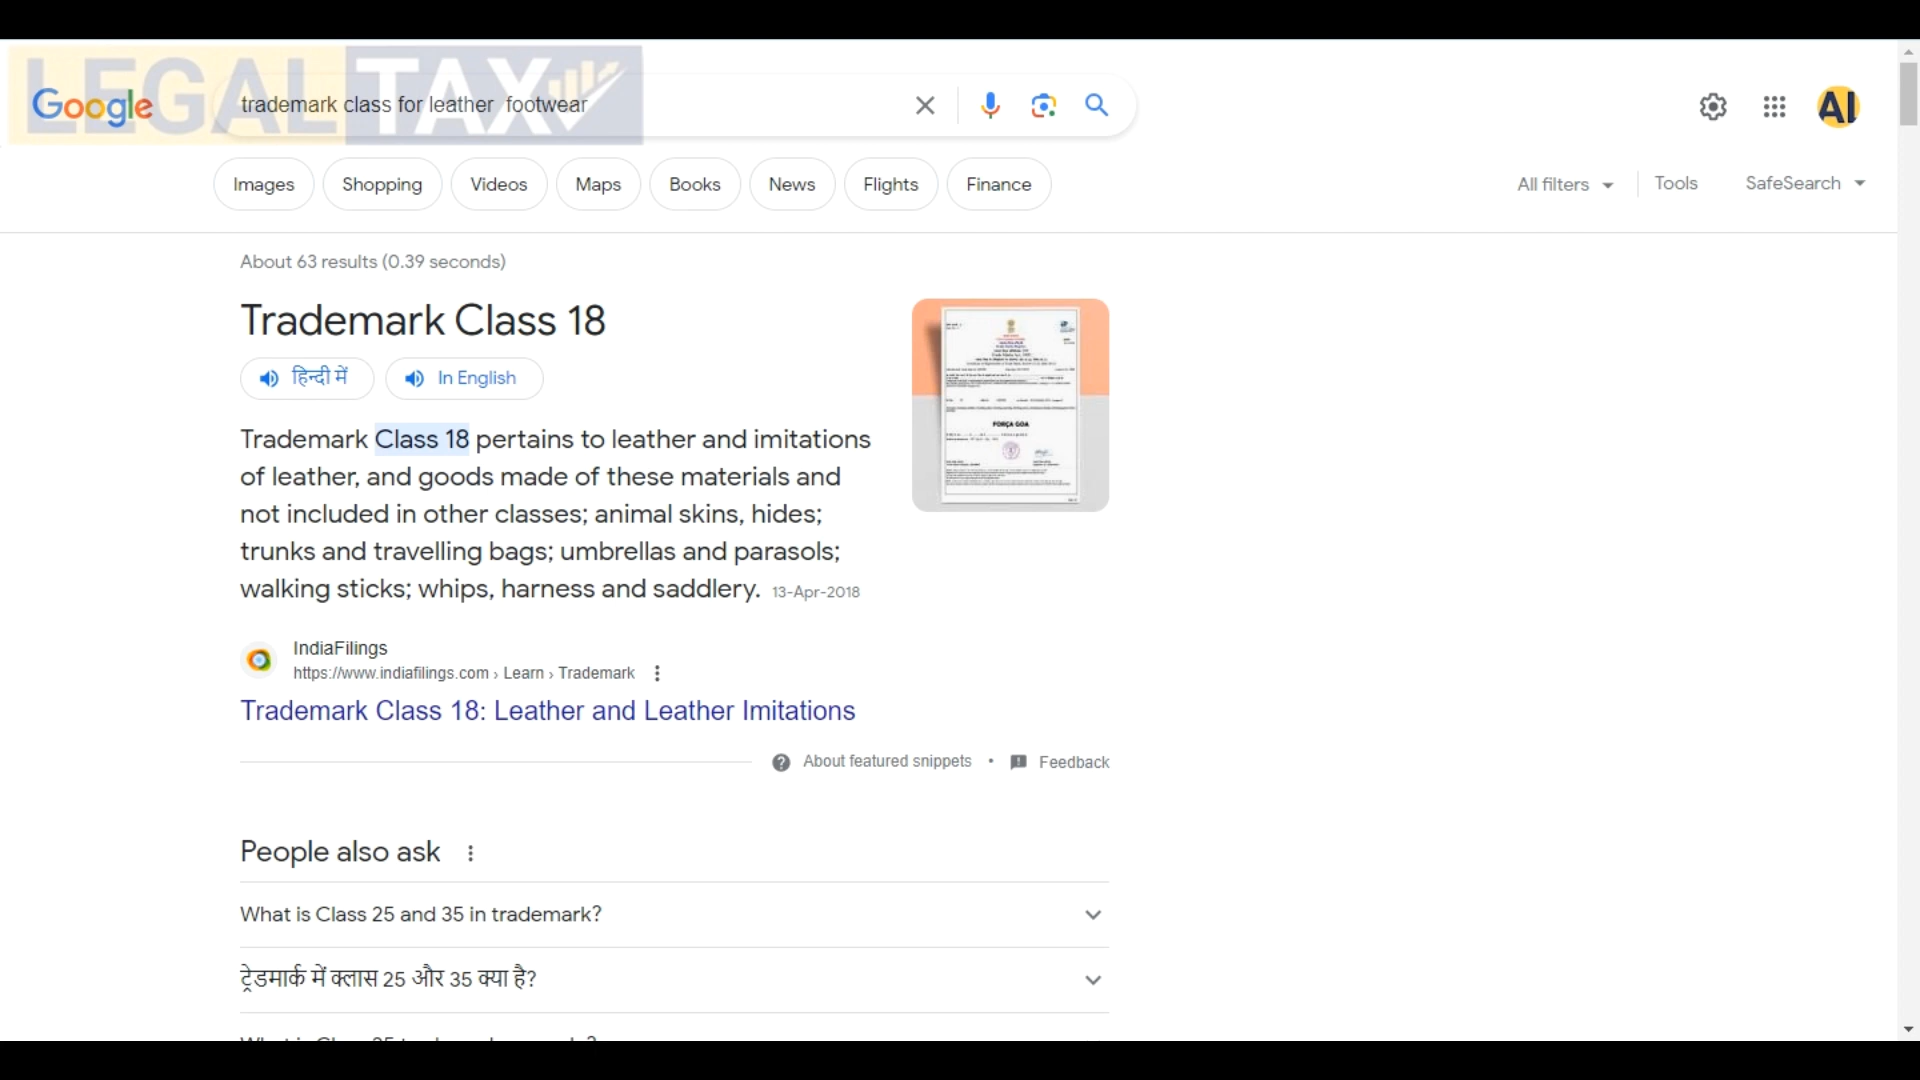 LEGALTAX
Google
trademark class for leather  footwear
Images
Shopping
Videos
Maps
Books
News
Flights
Finance
All filters
Tools
SafeSearch
About 63 results (0.39 seconds)
Trademark Class 18
हिन्दी में
In English
Trademark Class 18 pertains to leather and imitations
of leather, and goods made of these materials and
not included in other classes; animal skins, hides;
trunks and travelling bags; umbrellas and parasols;
walking sticks; whips, harness and saddlery. 13-Apr-2018
FORÇA GOA
IndiaFilings
https://www.indiafilings.com › Learn › Trademark
Trademark Class 18: Leather and Leather Imitations
About featured snippets
•
Feedback
People also ask
What is Class 25 and 35 in trademark?
ट्रेडमार्क में क्लास 25 और 35 क्या है?